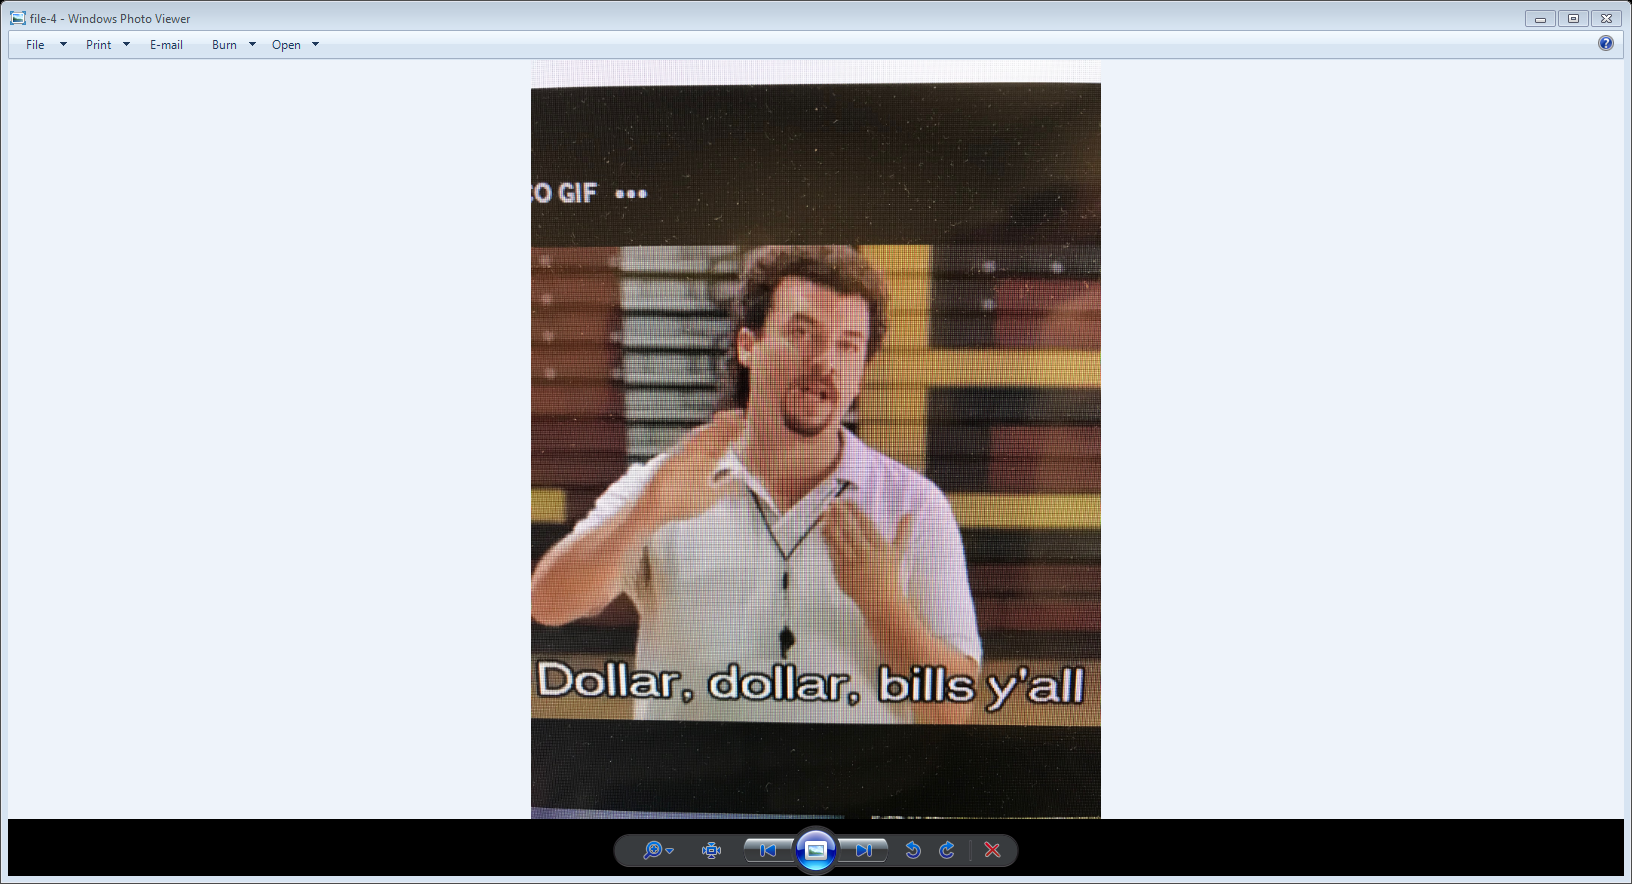 file-4 - Windows Photo Viewer
File Print E-mail Burn Open
GIF •••
Dollar, dollar, bills y'all